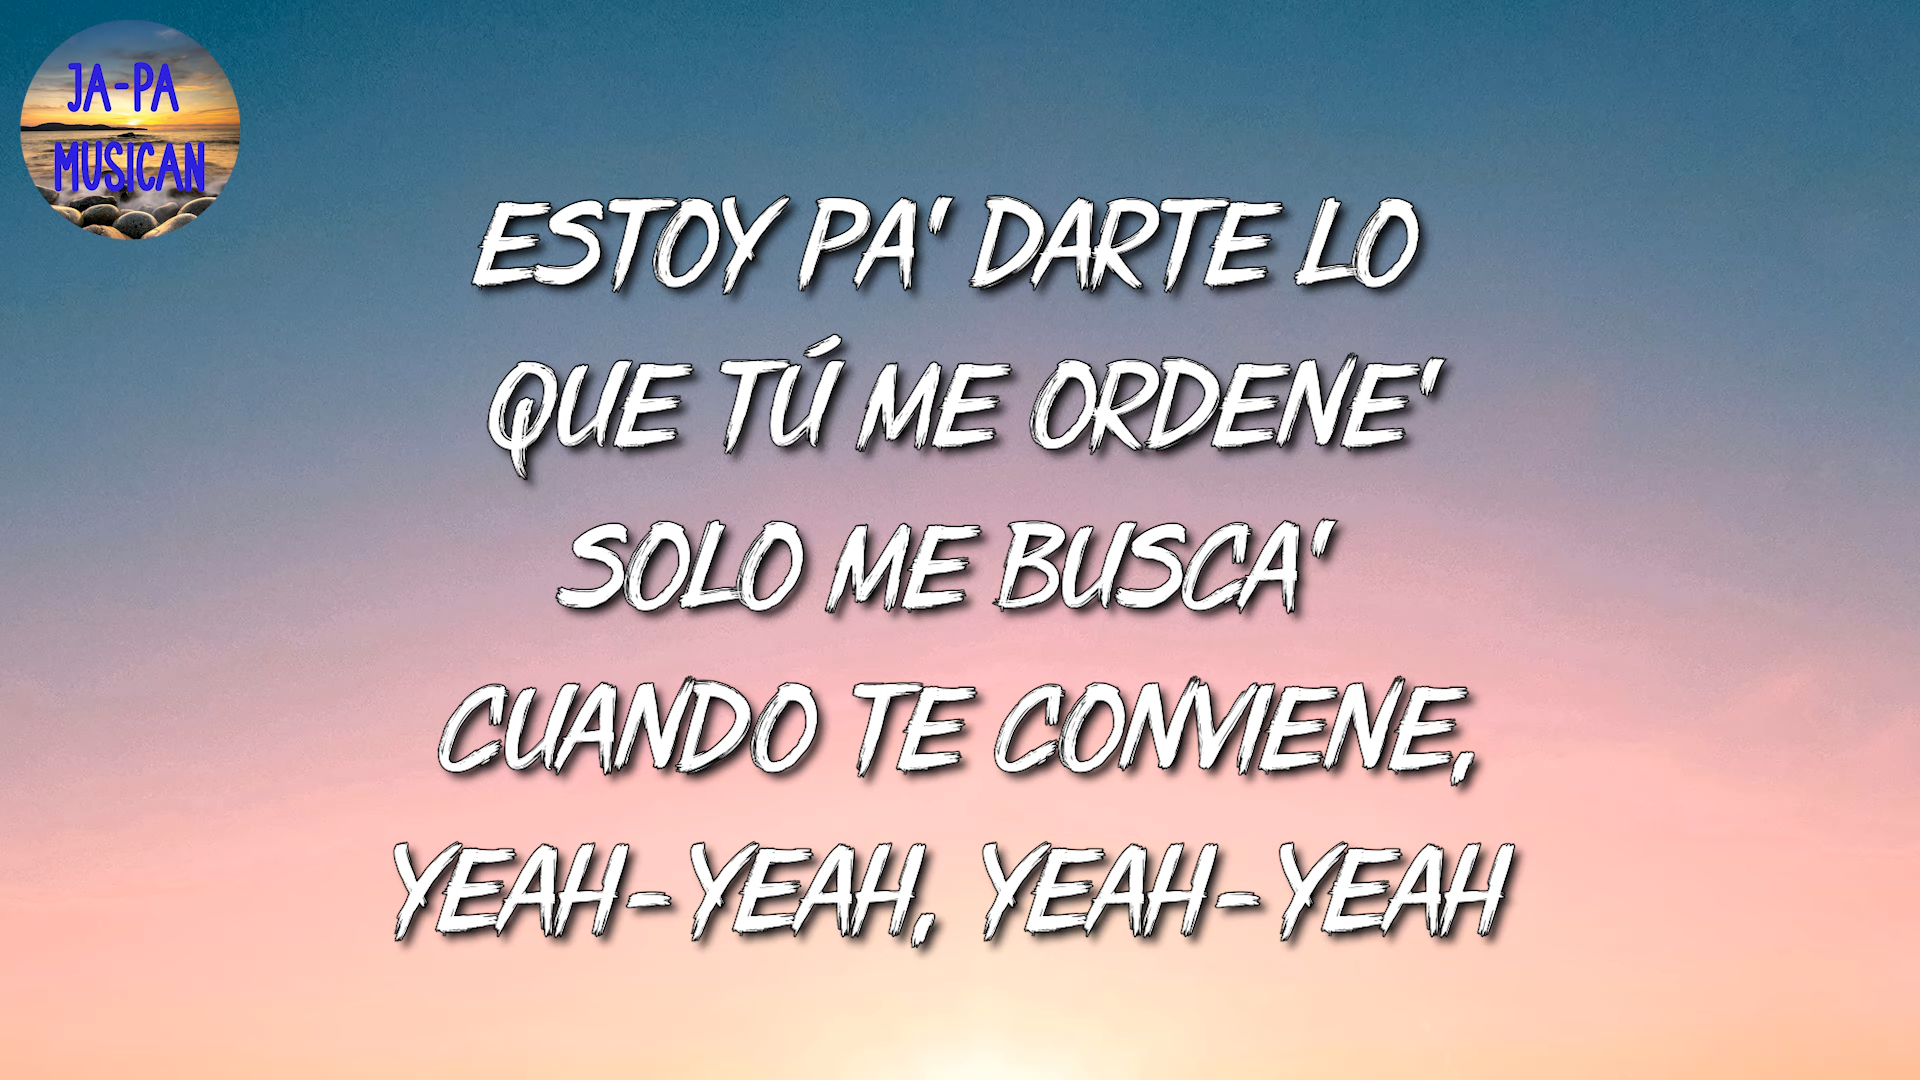 JA-PA
MUSICAN
ESTOY PA' DARTE LO
QUE TÚ ME ORDENE'
SOLO ME BUSCA'
CUANDO TE CONVIENE,
YEAH-YEAH, YEAH-YEAH